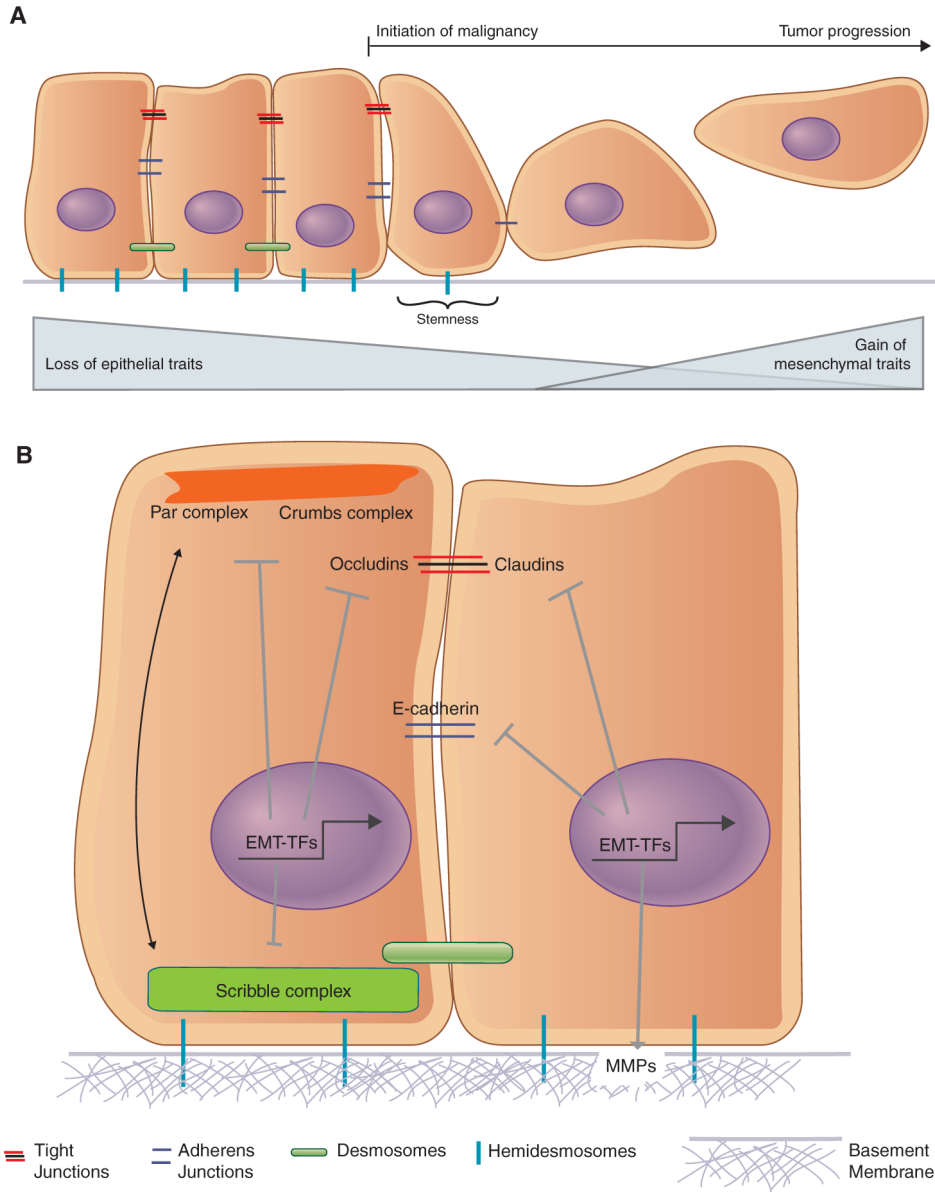 A
Initiation of malignancy
Tumor progression
Stemness
Loss of epithelial traits
Gain of
mesenchymal traits
B
Par complex
Crumbs complex
Occludins
Claudins
E-cadherin
EMT-TFs
EMT-TFs
Scribble complex
MMPs
Tight
Junctions
Adherens
Junctions
Desmosomes
Hemidesmosomes
Basement
Membrane